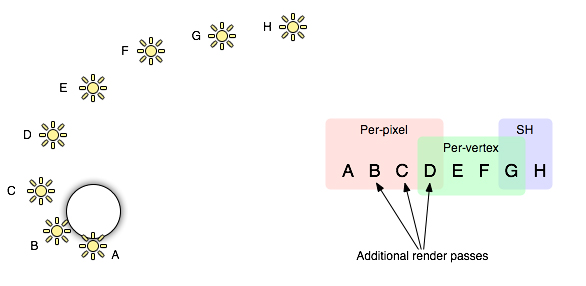 H
G
F
E
D
C
B
A
Per-pixel
SH
Per-vertex
A B C D E F G H
Additional render passes